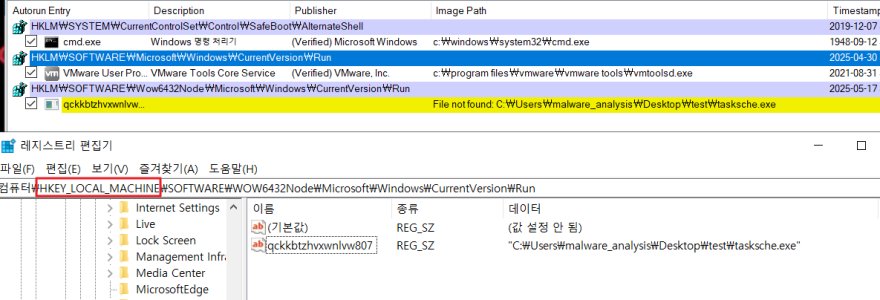 Autorun Entry Description Publisher Image Path Timestamp
HKLM₩SYSTEM₩CurrentControlSet₩Control₩SafeBoot₩AlternateShell 2019-12-07
cmd.exe Windows 명령 처리기 (Verified) Microsoft Windows c:₩windows₩system32₩cmd.exe 1948-09-12
HKLM₩SOFTWARE₩Microsoft₩Windows₩CurrentVersion₩Run 2025-04-30
VMware User Pro... VMware Tools Core Service (Verified) VMware, Inc. c:₩program files₩vmware₩vmware tools₩vmtoolsd.exe 2021-08-31
HKLM₩SOFTWARE₩Wow6432Node₩Microsoft₩Windows₩CurrentVersion₩Run 2025-05-17
qckkbtzhvxwnlvw... File not found: C:₩Users₩malware_analysis₩Desktop₩test₩tasksche.exe
레지스트리 편집기
파일(F) 편집(E) 보기(V) 즐겨찾기(A) 도움말(H)
컴퓨터₩HKEY_LOCAL_MACHINE₩SOFTWARE₩WOW6432Node₩Microsoft₩Windows₩CurrentVersion₩Run
Internet Settings
Live
Lock Screen
Management Infra
Media Center
MicrosoftEdge
이름 종류 데이터
(기본값) REG_SZ (값 설정 안 됨)
qckkbtzhvxwnlvw807 REG_SZ "C:₩Users₩malware_analysis₩Desktop₩test₩tasksche.exe"